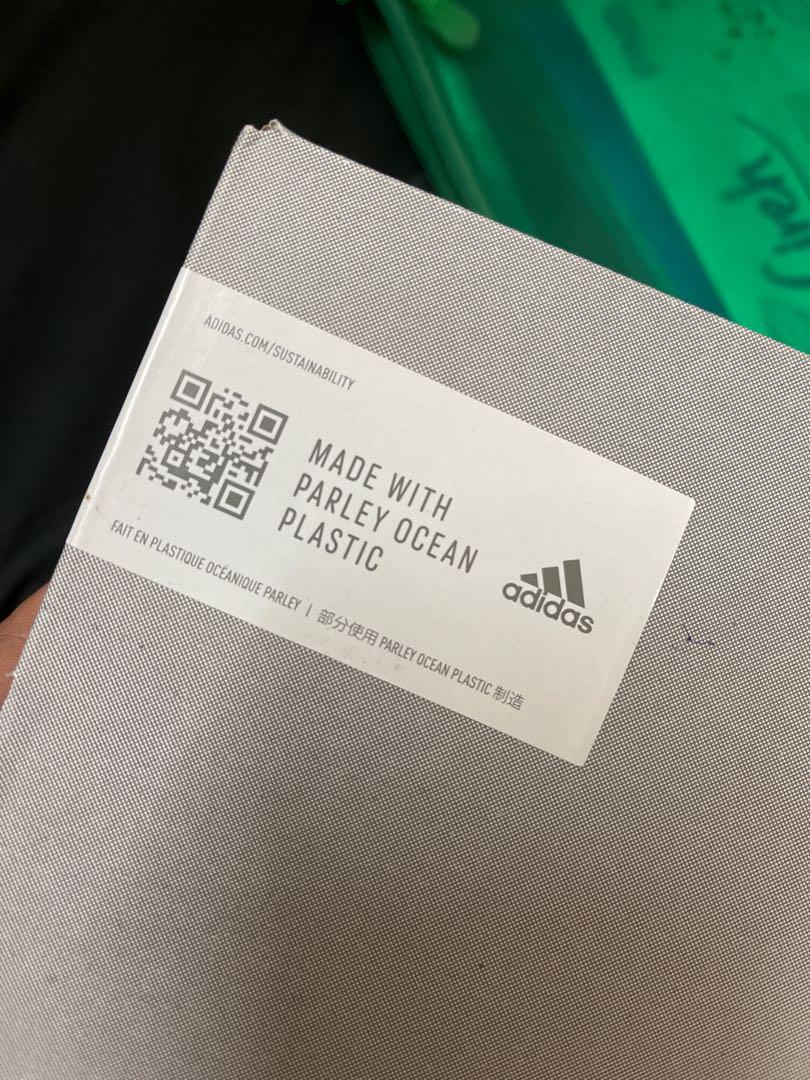 ADIDAS.COM/SUSTAINABILITY
MADE WITH
PARLEY OCEAN
PLASTIC
adidas
FAIT EN PLASTIQUE OCÉANIQUE PARLEY | 部分使用 PARLEY OCEAN PLASTIC 制造